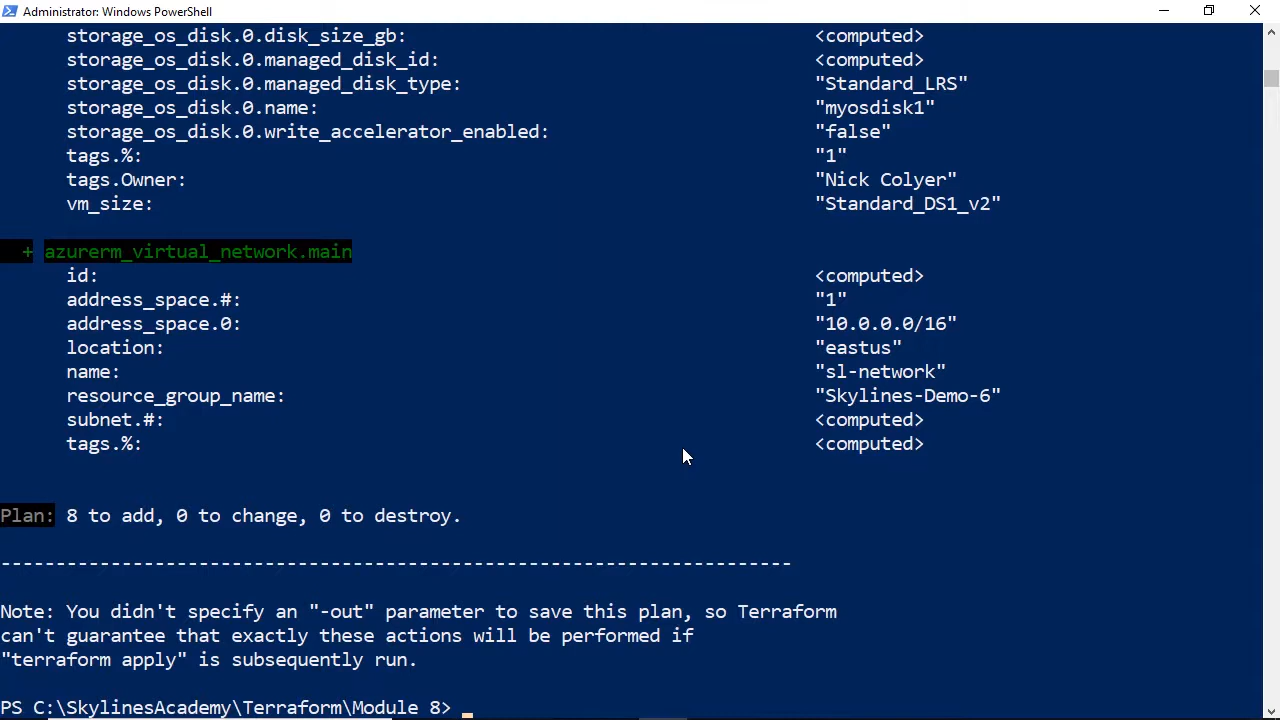 Administrator: Windows PowerShell
storage_os_disk.0.disk_size_gb: <computed>
storage_os_disk.0.managed_disk_id: <computed>
storage_os_disk.0.managed_disk_type: "Standard_LRS"
storage_os_disk.0.name: "myosdisk1"
storage_os_disk.0.write_accelerator_enabled: "false"
tags.%: "1"
tags.Owner: "Nick Colyer"
vm_size: "Standard_DS1_v2"
+ azurerm_virtual_network.main
id: <computed>
address_space.#: "1"
address_space.0: "10.0.0.0/16"
location: "eastus"
name: "sl-network"
resource_group_name: "Skylines-Demo-6"
subnet.#: <computed>
tags.%: <computed>
Plan: 8 to add, 0 to change, 0 to destroy.
------------------------------------------------------------------------
Note: You didn't specify an "-out" parameter to save this plan, so Terraform
can't guarantee that exactly these actions will be performed if
"terraform apply" is subsequently run.
PS C:\SkylinesAcademy\Terraform\Module 8>